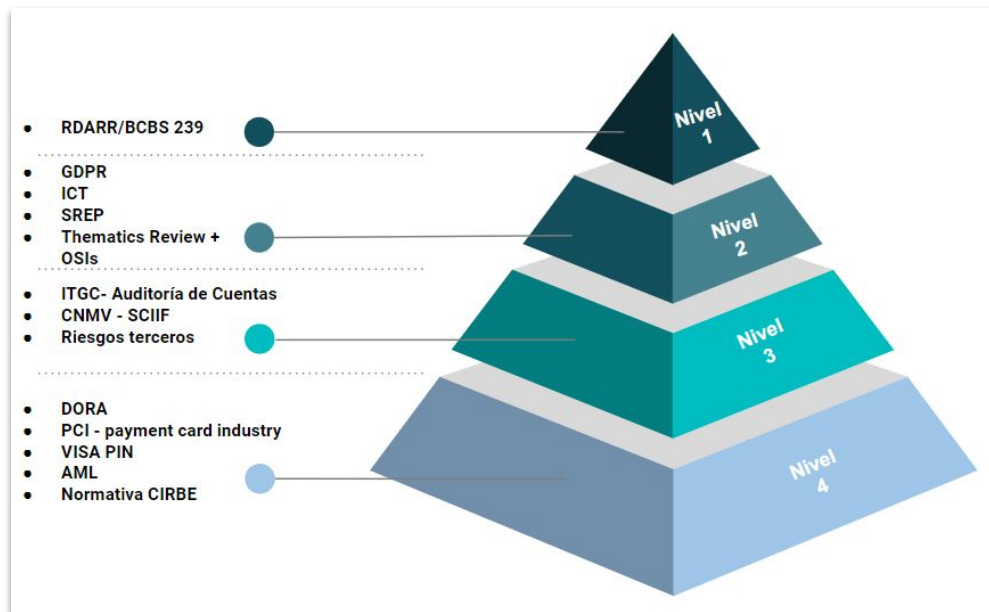 RDARR/BCBS 239
GDPR
ICT
SREP
Thematics Review +
OSIs
ITGC- Auditoría de Cuentas
CNMV - SCIIF
Riesgos terceros
DORA
PCI - payment card industry
VISA PIN
AML
Normativa CIRBE
Nivel
1
Nivel
2
Nivel
3
Nivel
4